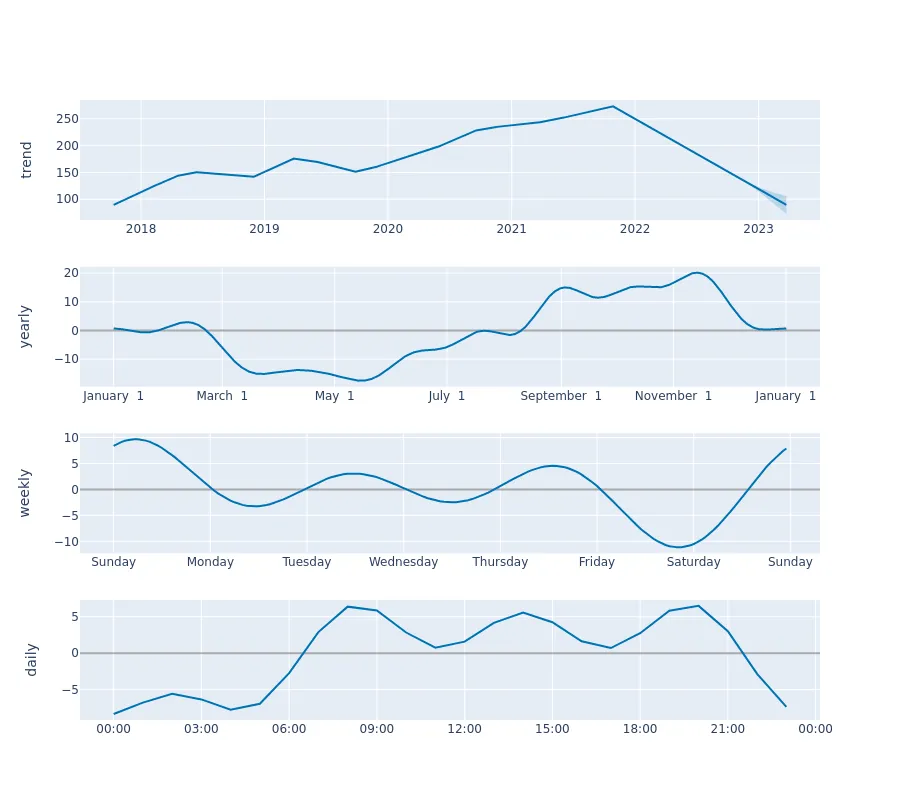 trend
250
200
150
100
2018 2019 2020 2021 2022 2023
yearly
20
10
0
−10
January 1 March 1 May 1 July 1 September 1 November 1 January 1
weekly
10
5
0
−5
−10
Sunday Monday Tuesday Wednesday Thursday Friday Saturday Sunday
daily
5
0
−5
00:00 03:00 06:00 09:00 12:00 15:00 18:00 21:00 00:00